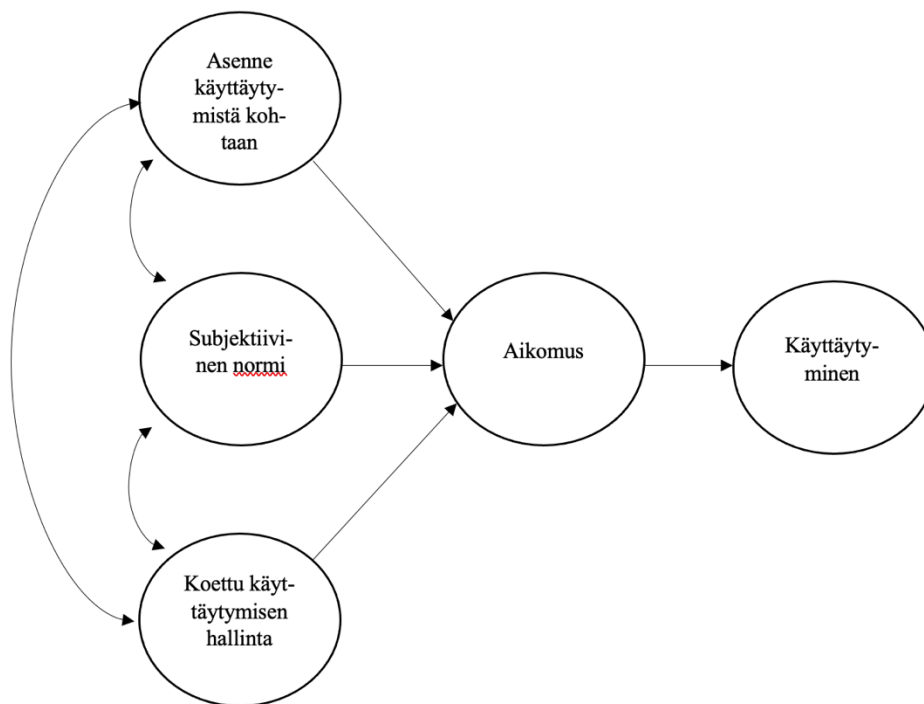 Asenne
käyttäyty-
mistä koh-
taan
Subjektiivi-
nen normi
Aikomus
Käyttäyty-
minen
Koettu käyt-
täytymisen
hallinta